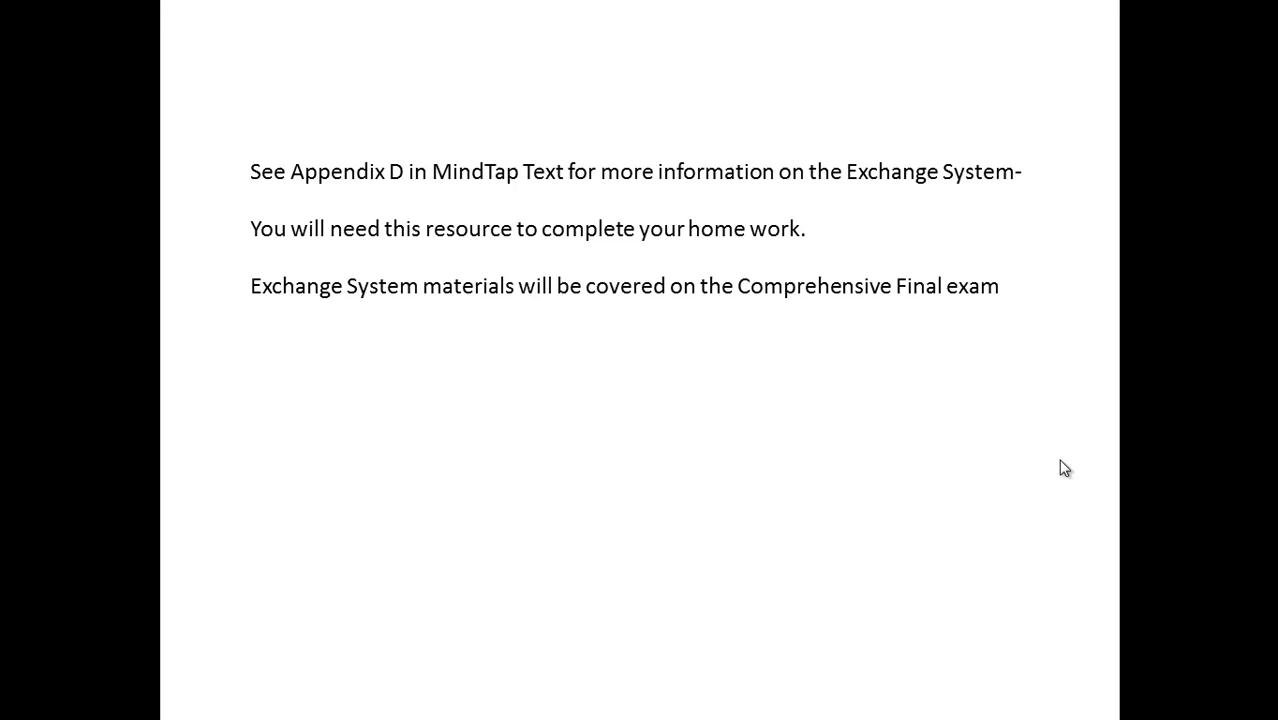 See Appendix D in MindTap Text for more information on the Exchange System-
You will need this resource to complete your home work.
Exchange System materials will be covered on the Comprehensive Final exam